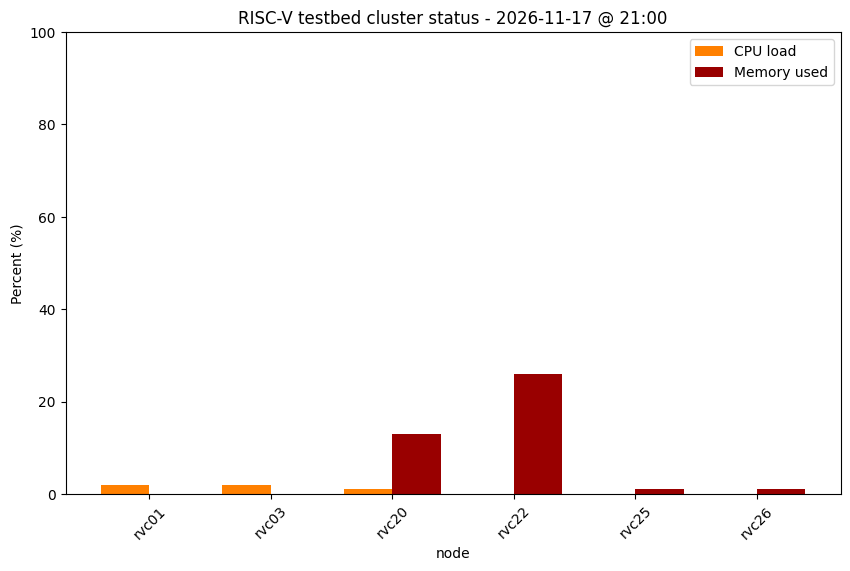 RISC-V testbed cluster status - 2026-11-17 @ 21:00
CPU load
Memory used
Percent (%)
100
80
60
40
20
0
rvc01
rvc03
rvc20
rvc22
rvc25
rvc26
node